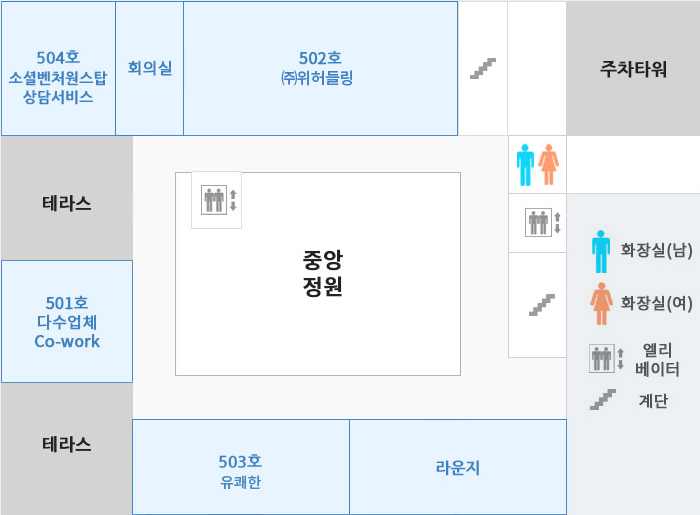 504호
소셜벤처원스탑
상담서비스
회의실
502호
㈜위허들링
주차타워
테라스
중앙
정원
화장실(남)
501호
다수업체
Co-work
화장실(여)
엘리
베이터
계단
테라스
503호
유쾌한
라운지